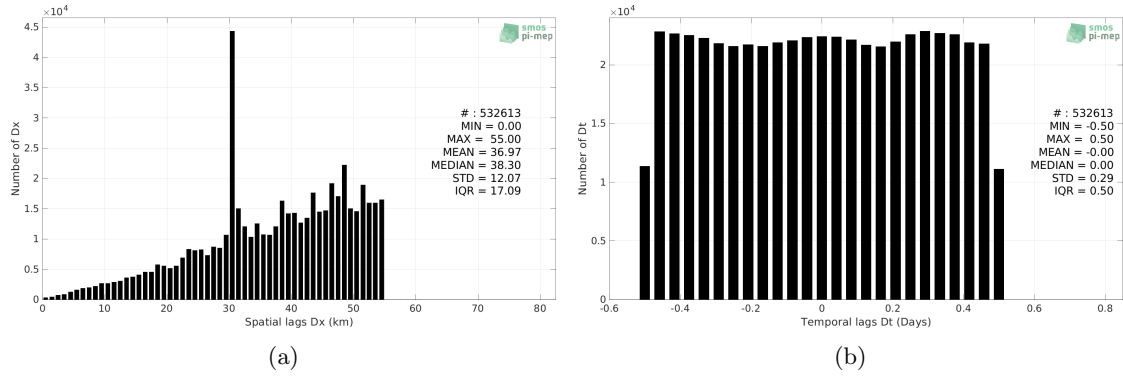 ×10⁴
4.5
4
3.5
3
2.5
2
1.5
1
0.5
0
Number of Dx
0 10 20 30 40 50 60 70 80
Spatial lags Dx (km)
smos
pi-mep
# : 532613
MIN = 0.00
MAX = 55.00
MEAN = 36.97
MEDIAN = 38.30
STD = 12.07
IQR = 17.09
(a)
×10⁴
2
1.5
1
0.5
0
Number of Dt
-0.6 -0.4 -0.2 0 0.2 0.4 0.6 0.8
Temporal lags Dt (Days)
smos
pi-mep
# : 532613
MIN = -0.50
MAX = 0.50
MEAN = -0.00
MEDIAN = 0.00
STD = 0.29
IQR = 0.50
(b)